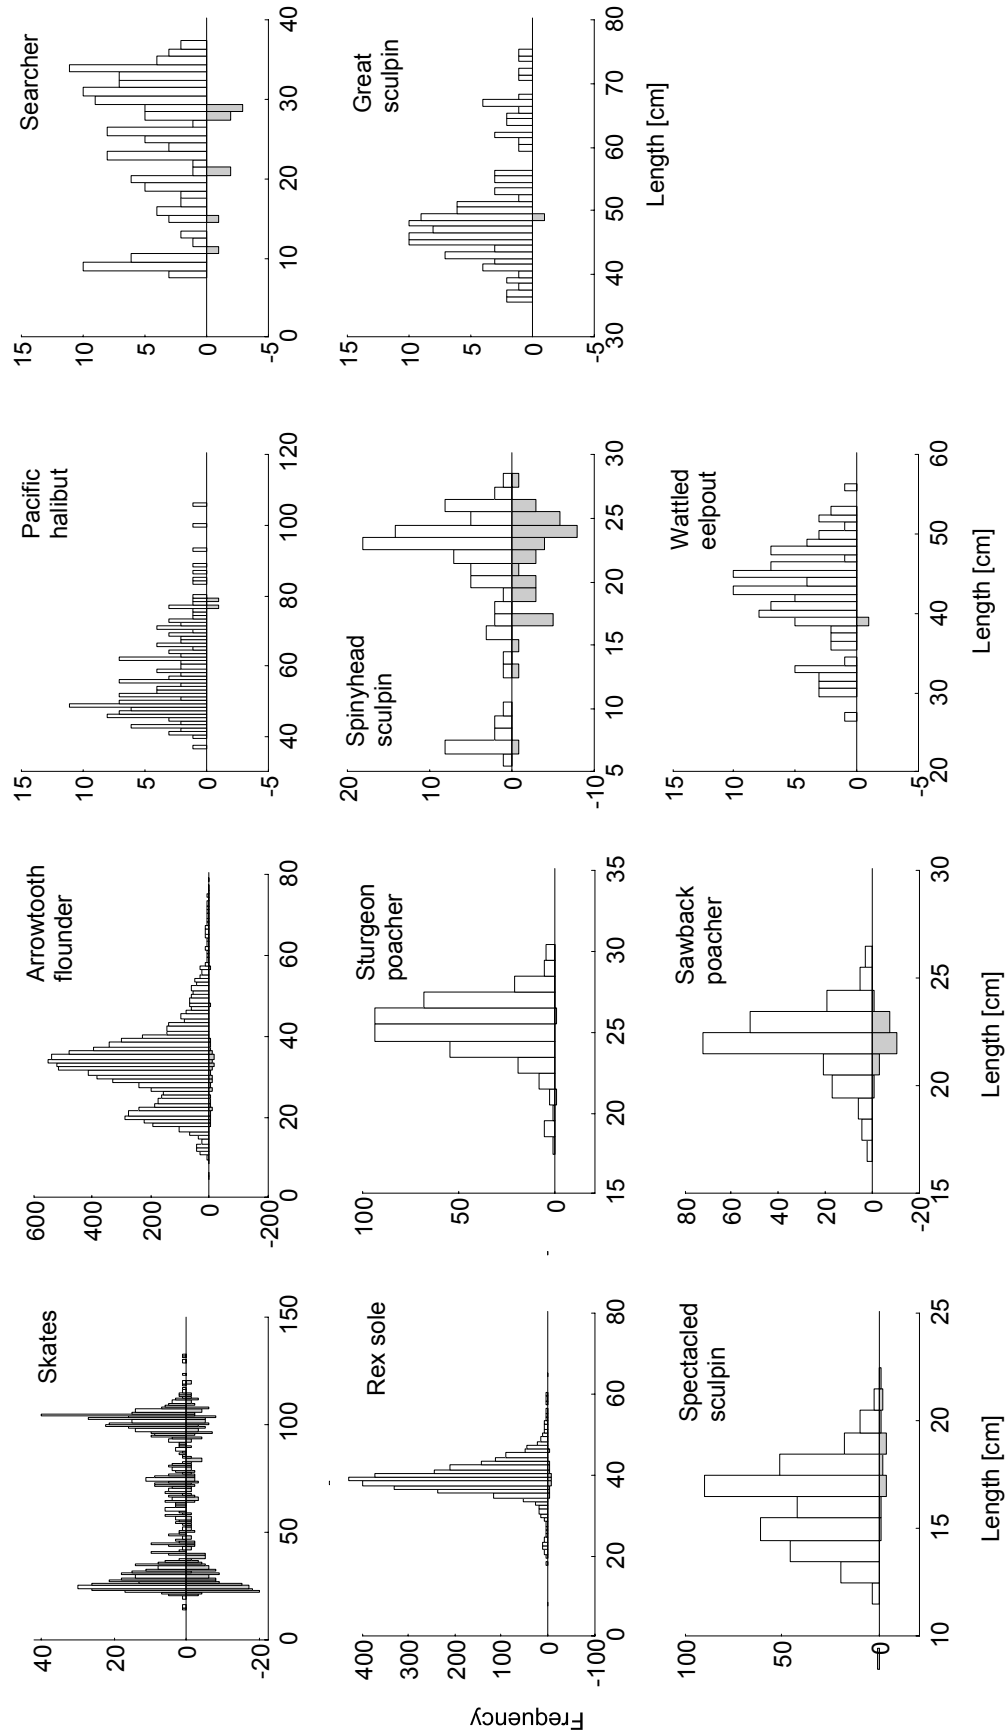 Skates
40
20
0
-20
0 50 100 150
Arrowtooth
flounder
600
400
200
0
-200
0 20 40 60 80
Pacific
halibut
15
10
5
0
-5
40 60 80 100 120
Searcher
15
10
5
0
-5
0 10 20 30 40
Frequency
Rex sole
400
300
200
100
0
-100
0 20 40 60 80
Sturgeon
poacher
100
50
0
15 20 25 30 35
Spinyhead
sculpin
20
10
0
-10
5 10 15 20 25 30
Great
sculpin
15
10
5
0
-5
30 40 50 60 70 80
Length [cm]
Spectacled
sculpin
100
50
0
10 15 20 25
Length [cm]
Sawback
poacher
80
60
40
20
0
-20
15 20 25 30
Length [cm]
Wattled
eelpout
15
10
5
0
-5
20 30 40 50 60
Length [cm]